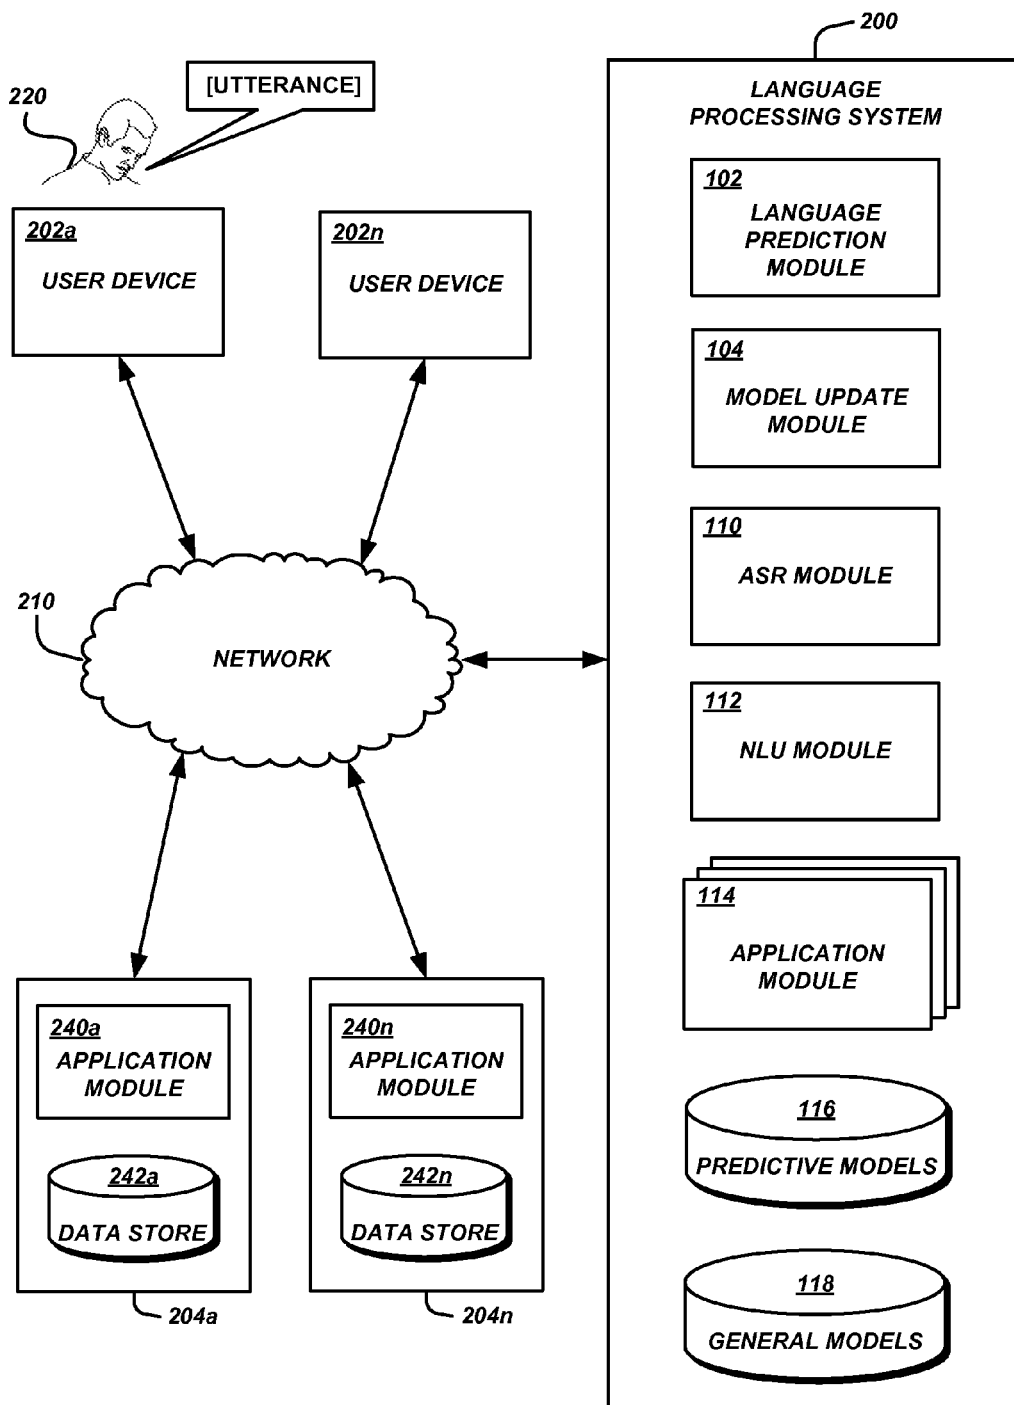 200
[UTTERANCE]
220
202a
USER DEVICE
202n
USER DEVICE
210
NETWORK
240a
APPLICATION
MODULE
242a
DATA STORE
204a
240n
APPLICATION
MODULE
242n
DATA STORE
204n
LANGUAGE
PROCESSING SYSTEM
102
LANGUAGE
PREDICTION
MODULE
104
MODEL UPDATE
MODULE
110
ASR MODULE
112
NLU MODULE
114
APPLICATION
MODULE
116
PREDICTIVE MODELS
118
GENERAL MODELS